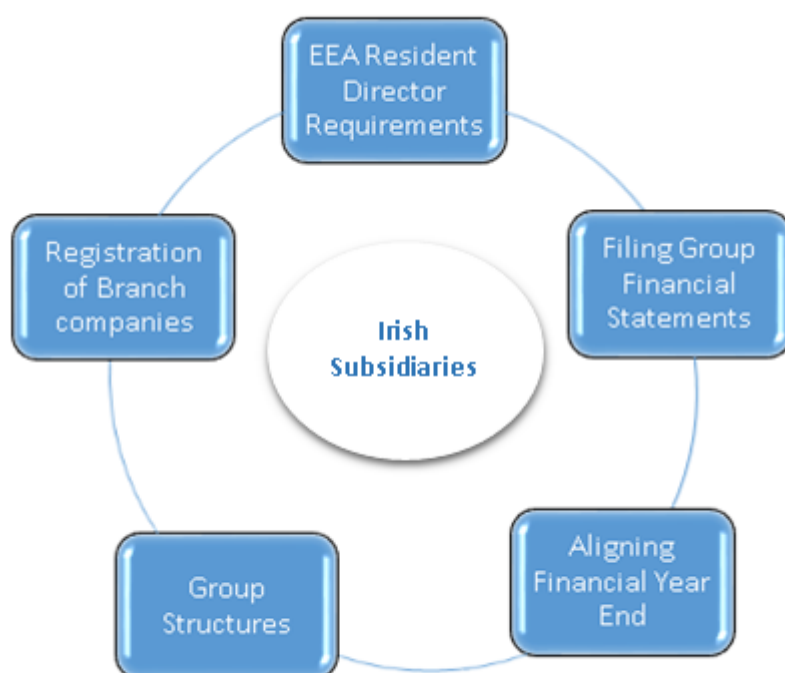 EEA Resident
Director
Requirements
Filing Group
Financial
Statements
Aligning
Financial Year
End
Group
Structures
Registration
of Branch
companies
Irish
Subsidiaries